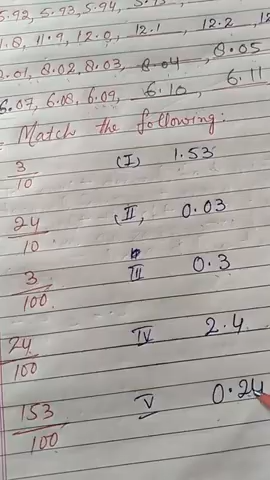 5.92, 5.93, 5.94,
1.8, 11.9, 12.0, 12.1, 12.2,
8.01, 8.02, 8.03, 8.04, 8.05
6.07, 6.08, 6.09, 6.10, 6.11
Match the following:
3/10 (I) 1.53
24/10 (II, 0.03
3/100 III 0.3
24/100 IV 2.4
153/100 V 0.24